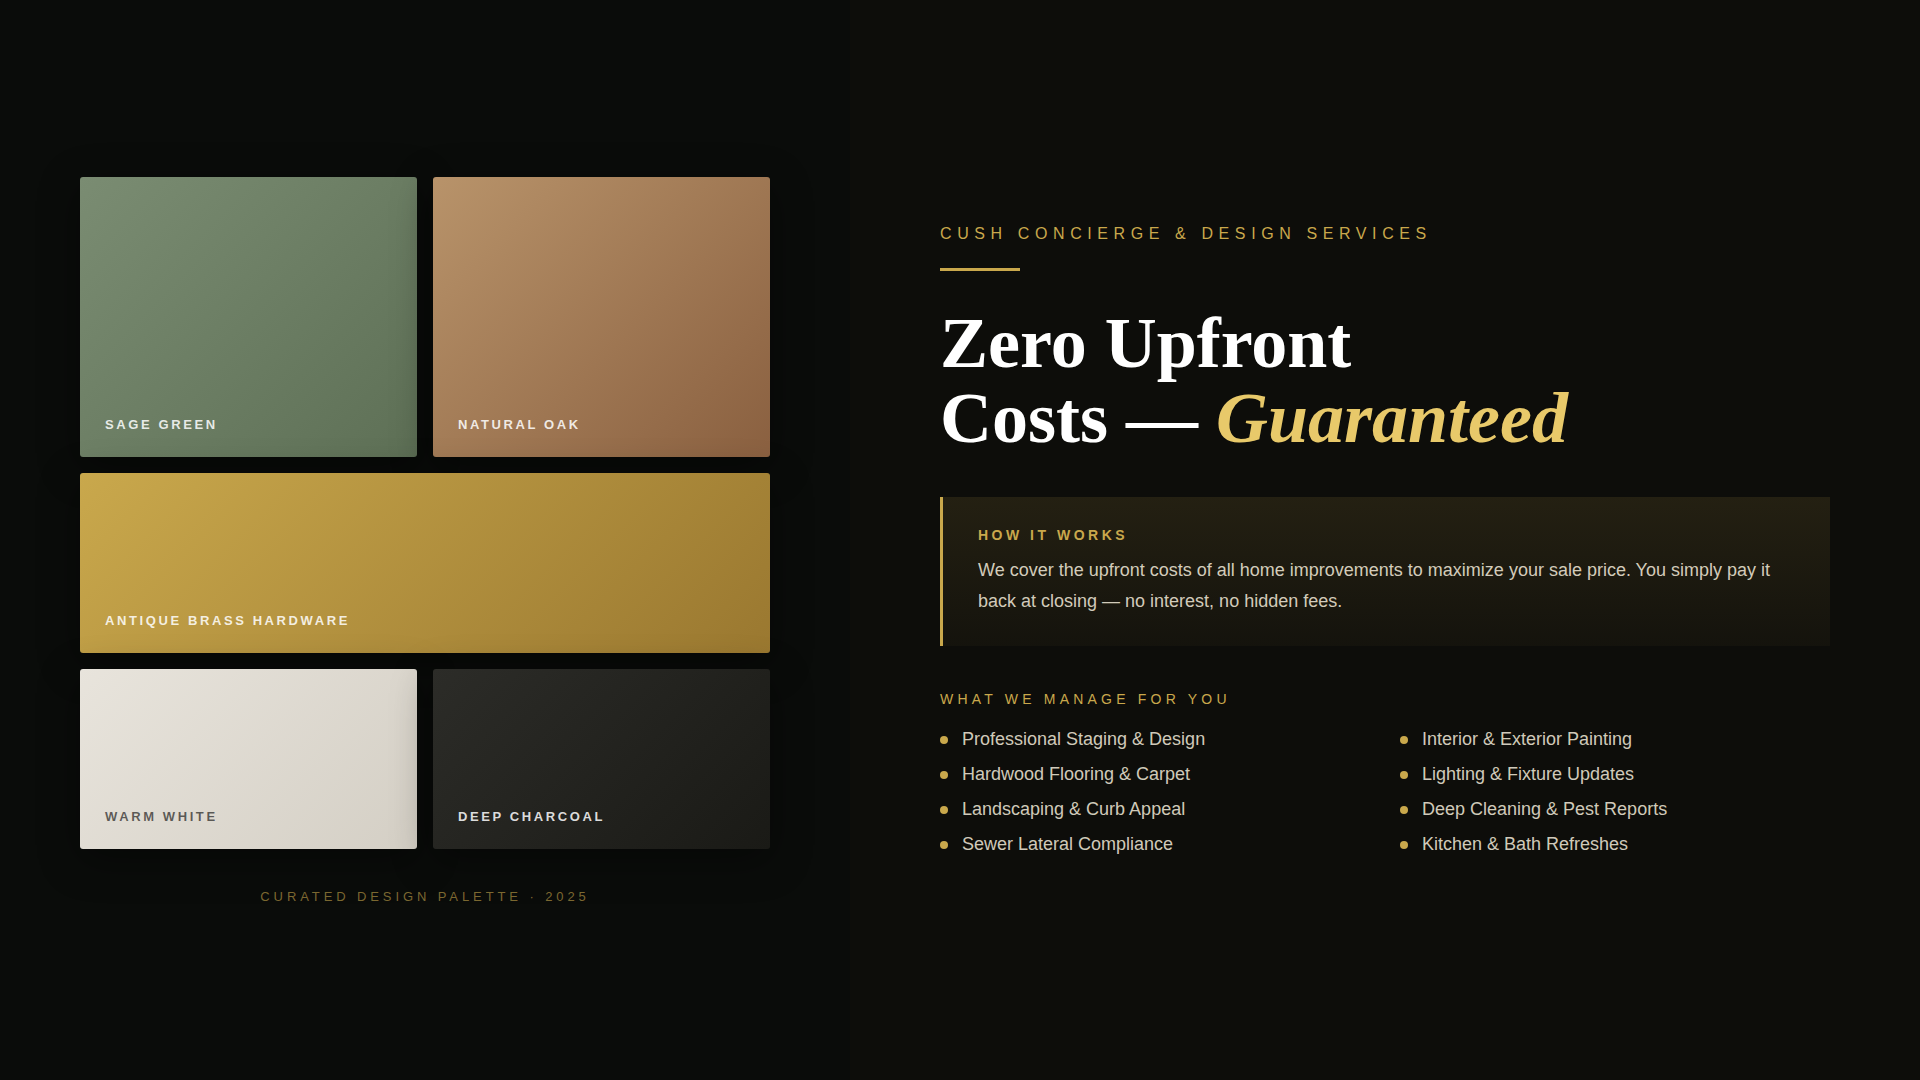 SAGE GREEN
NATURAL OAK
ANTIQUE BRASS HARDWARE
WARM WHITE
DEEP CHARCOAL
CURATED DESIGN PALETTE · 2025
CUSH CONCIERGE & DESIGN SERVICES
Zero Upfront
Costs — Guaranteed
HOW IT WORKS
We cover the upfront costs of all home improvements to maximize your sale price. You simply pay it
back at closing — no interest, no hidden fees.
WHAT WE MANAGE FOR YOU
Professional Staging & Design
Interior & Exterior Painting
Hardwood Flooring & Carpet
Lighting & Fixture Updates
Landscaping & Curb Appeal
Deep Cleaning & Pest Reports
Sewer Lateral Compliance
Kitchen & Bath Refreshes